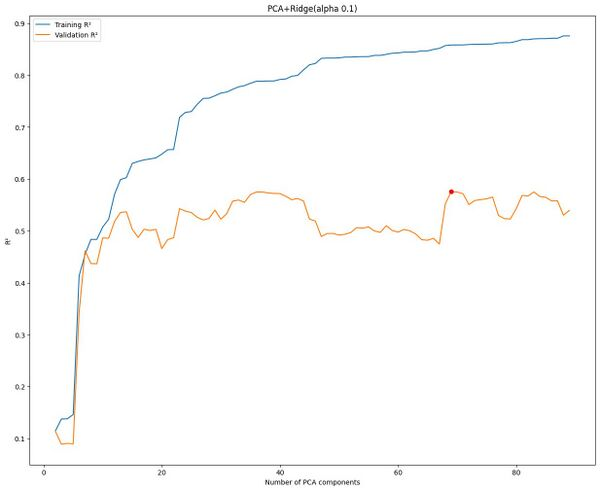 PCA+Ridge(alpha 0.1)
Training R²
Validation R²
0.9
0.8
0.7
0.6
0.5
0.4
0.3
0.2
0.1
R²
0 20 40 60 80
Number of PCA components